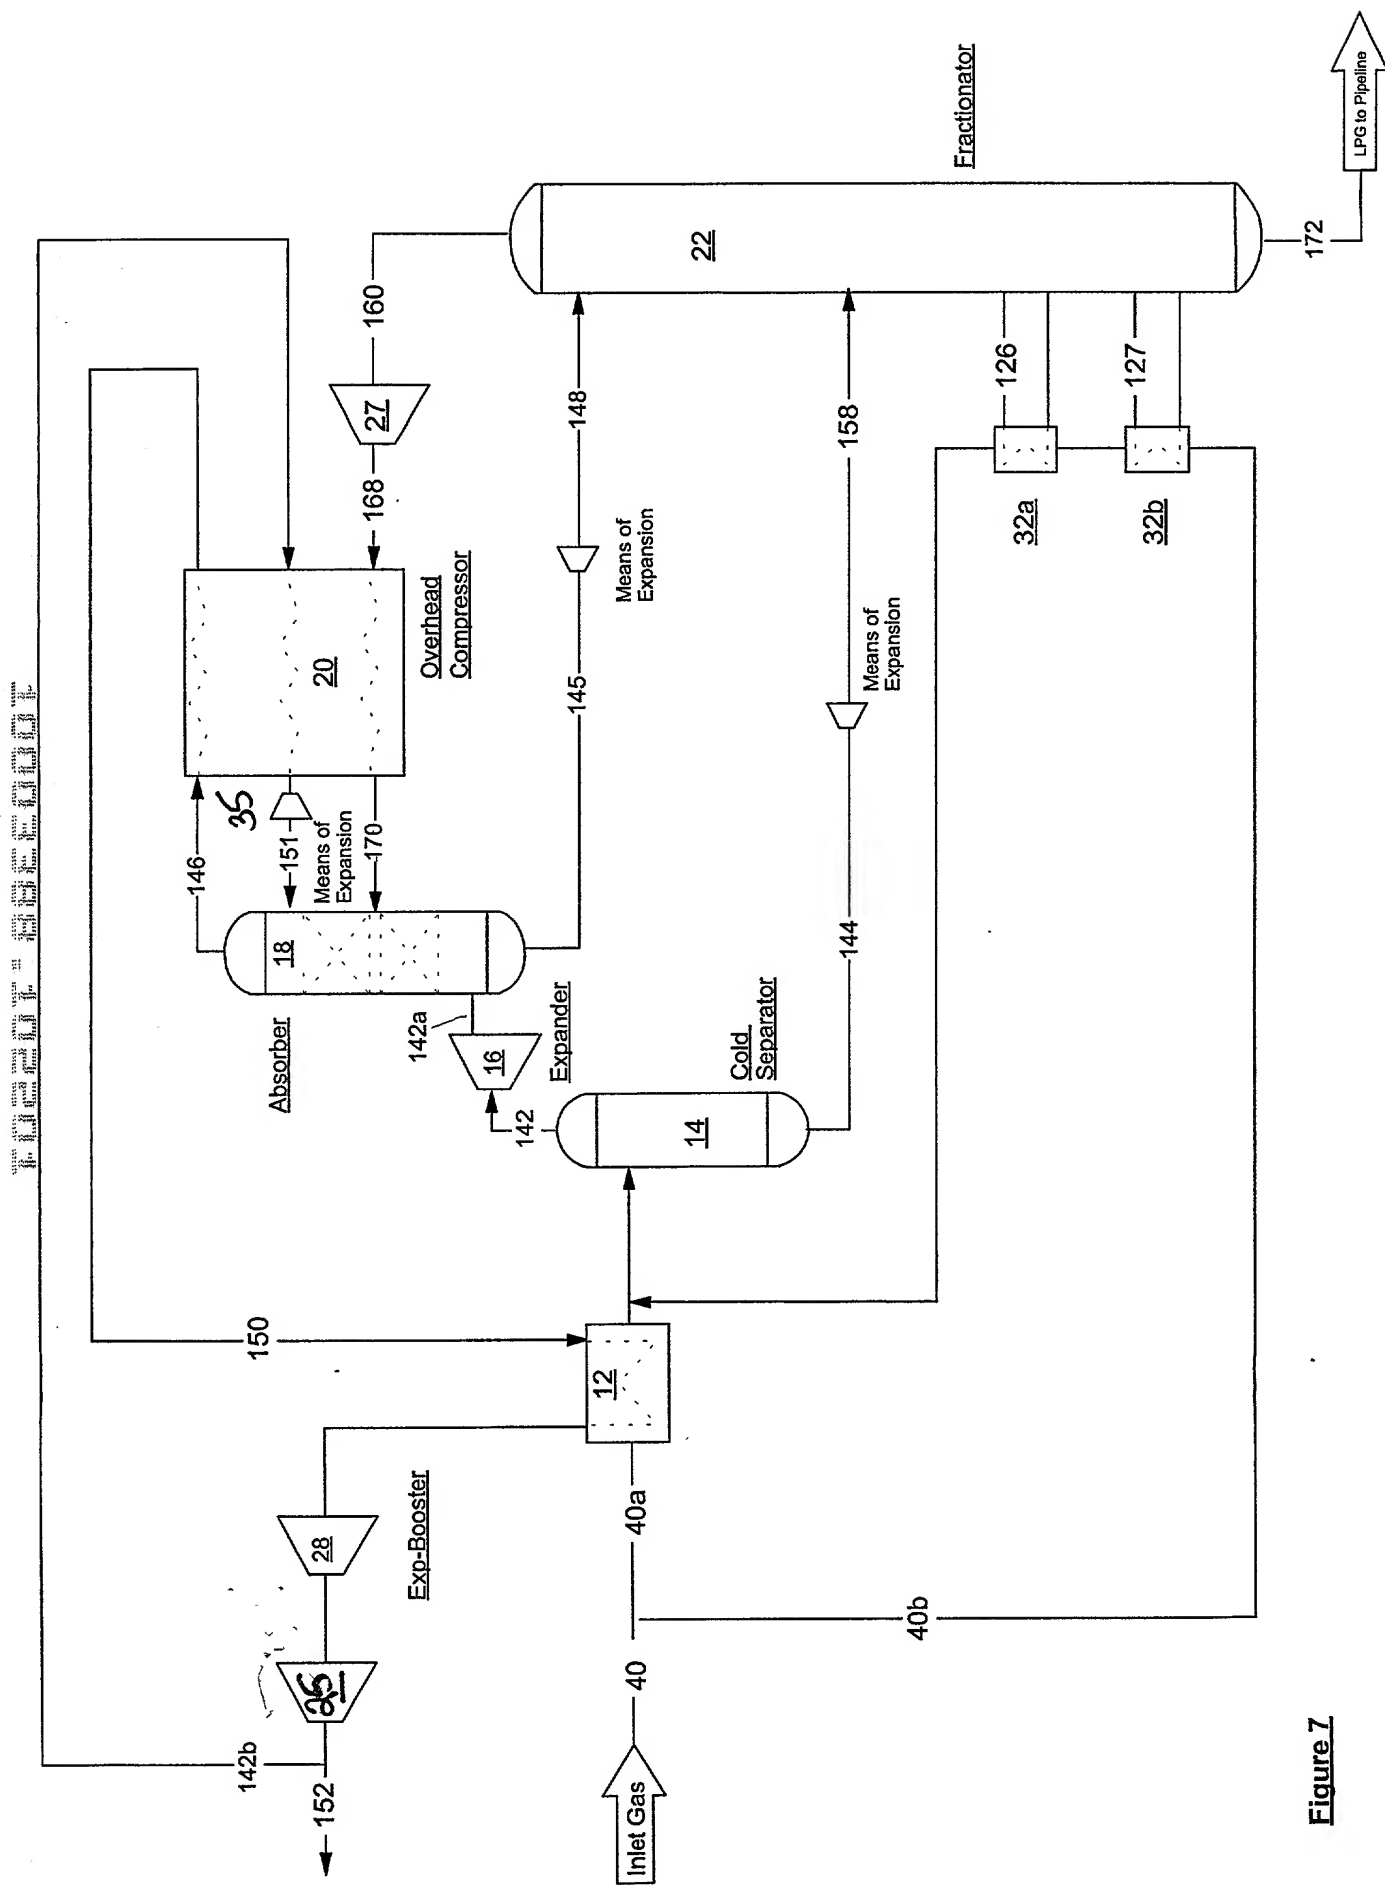 Inlet Gas
40
40a
40b
12
150
152
142b
25
28
Exp-Booster
14
Cold
Separator
142
16
Expander
142a
144
Absorber
18
146
151
35
Means of
Expansion
170
20
Overhead
Compressor
168
27
160
145
Means of
Expansion
148
Means of
Expansion
158
22
Fractionator
126
127
32a
32b
172
LPG to Pipeline
Figure 7